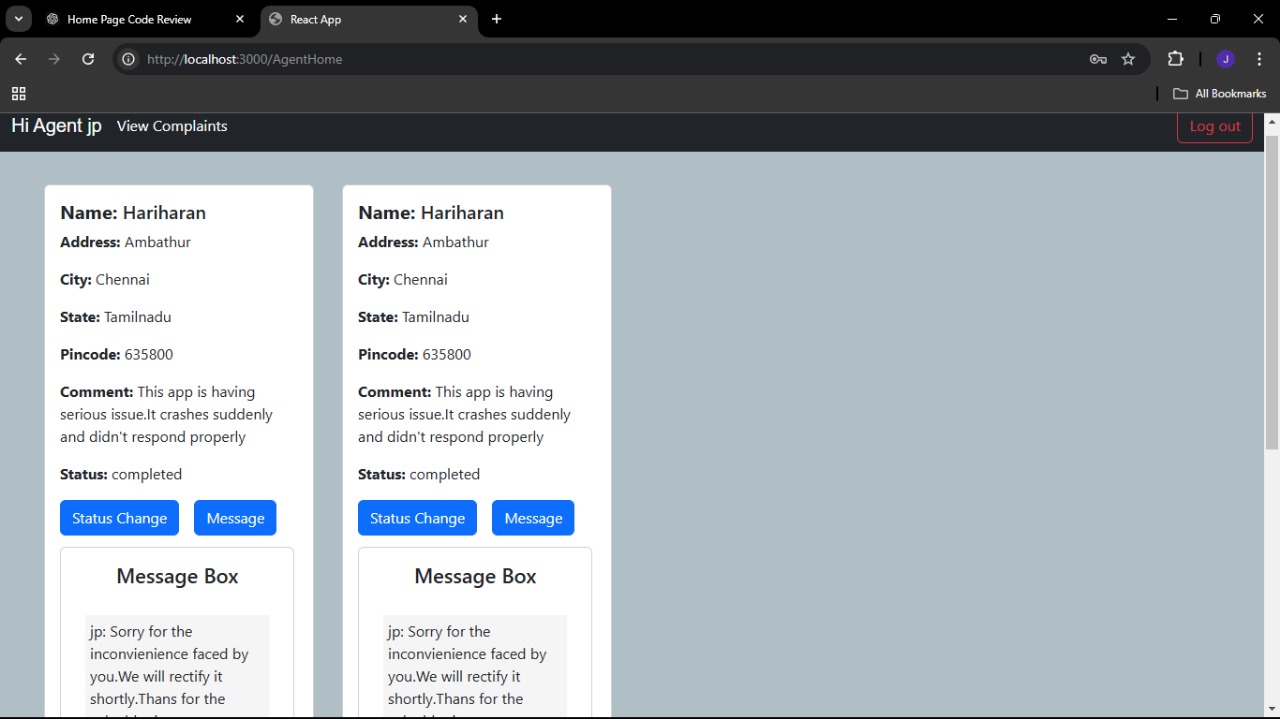 Home Page Code Review
React App
http://localhost:3000/AgentHome
J
All Bookmarks
Hi Agent jp
View Complaints
Log out
Name: Hariharan
Address: Ambathur
City: Chennai
State: Tamilnadu
Pincode: 635800
Comment: This app is having
serious issue.It crashes suddenly
and didn't respond properly
Status: completed
Status Change
Message
Message Box
jp: Sorry for the
inconvienience faced by
you.We will rectify it
shortly.Thans for the
Name: Hariharan
Address: Ambathur
City: Chennai
State: Tamilnadu
Pincode: 635800
Comment: This app is having
serious issue.It crashes suddenly
and didn't respond properly
Status: completed
Status Change
Message
Message Box
jp: Sorry for the
inconvienience faced by
you.We will rectify it
shortly.Thans for the